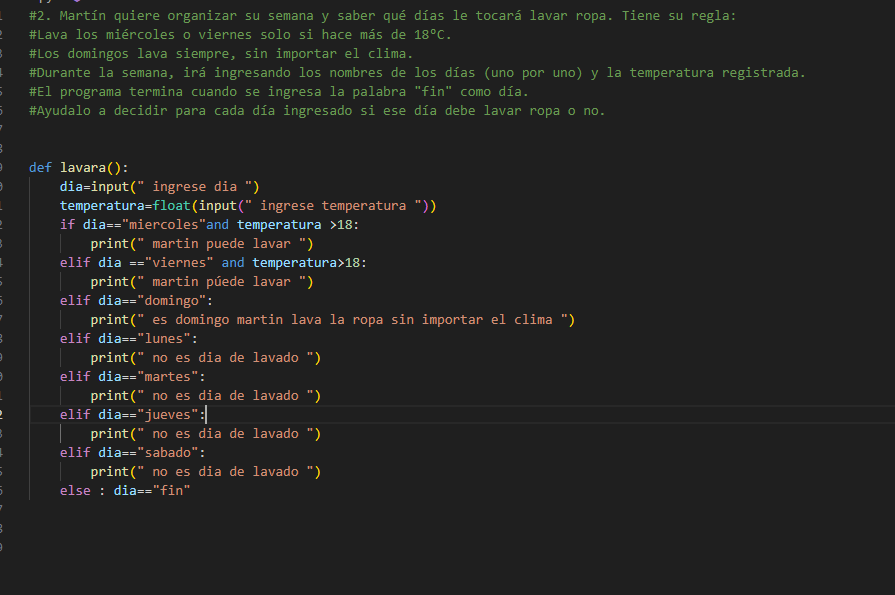 #2. Martín quiere organizar su semana y saber qué días le tocará lavar ropa. Tiene su regla:
#Lava los miércoles o viernes solo si hace más de 18°C.
#Los domingos lava siempre, sin importar el clima.
#Durante la semana, irá ingresando los nombres de los días (uno por uno) y la temperatura registrada.
#El programa termina cuando se ingresa la palabra "fin" como día.
#Ayudalo a decidir para cada día ingresado si ese día debe lavar ropa o no.
def lavara():
    dia=input(" ingrese dia ")
    temperatura=float(input(" ingrese temperatura "))
    if dia=="miercoles"and temperatura >18:
        print(" martin puede lavar ")
    elif dia =="viernes" and temperatura>18:
        print(" martin púede lavar ")
    elif dia=="domingo":
        print(" es domingo martin lava la ropa sin importar el clima ")
    elif dia=="lunes":
        print(" no es dia de lavado ")
    elif dia=="martes":
        print(" no es dia de lavado ")
    elif dia=="jueves":
        print(" no es dia de lavado ")
    elif dia=="sabado":
        print(" no es dia de lavado ")
    else : dia=="fin"